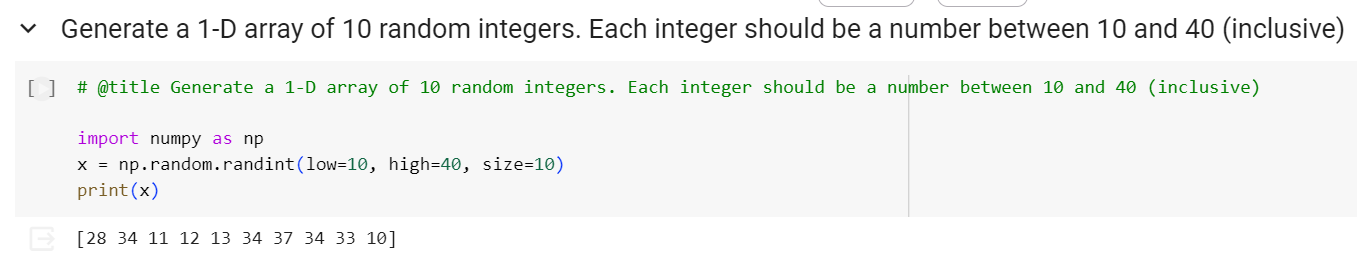 Generate a 1-D array of 10 random integers. Each integer should be a number between 10 and 40 (inclusive)
[ ] # @title Generate a 1-D array of 10 random integers. Each integer should be a number between 10 and 40 (inclusive)
import numpy as np
x = np.random.randint(low=10, high=40, size=10)
print(x)
[28 34 11 12 13 34 37 34 33 10]